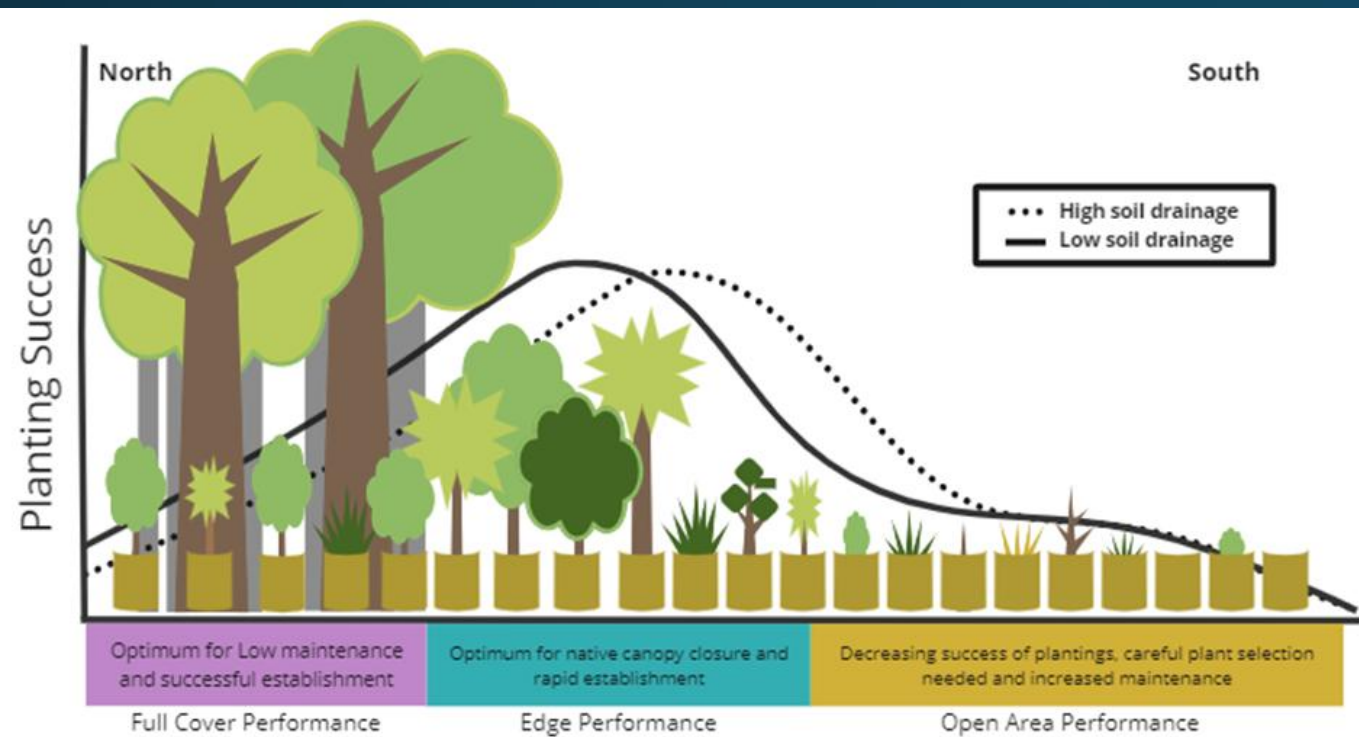 North
South
High soil drainage
Low soil drainage
Planting Success
Optimum for Low maintenance
and successful establishment
Optimum for native canopy closure and
rapid establishment
Decreasing success of plantings, careful plant selection
needed and increased maintenance
Full Cover Performance
Edge Performance
Open Area Performance